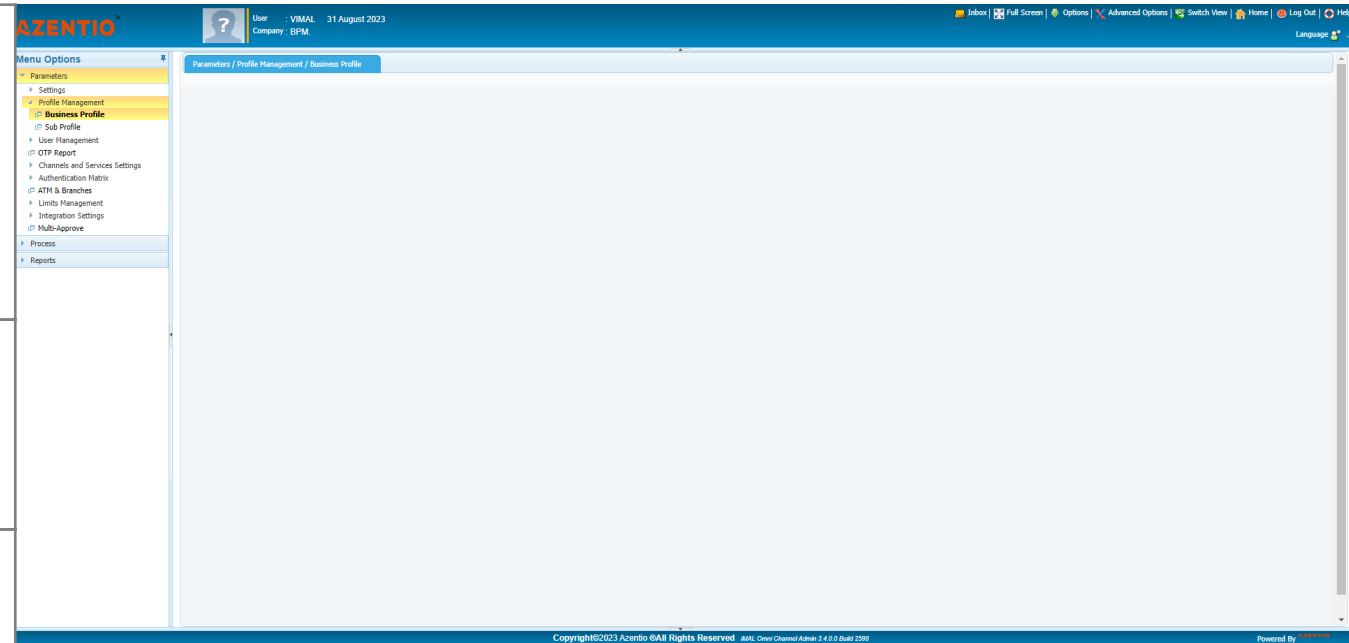 AZENTIO
User : VIMAL 31 August 2023
Company : BPM.
Inbox | Full Screen | Options | Advanced Options | Switch View | Home | Log Out | Hel
Language
Menu Options
Parameters
Settings
Profile Management
Business Profile
Sub Profile
User Management
OTP Report
Channels and Services Settings
Authentication Matrix
ATM & Branches
Limits Management
Integration Settings
Multi-Approve
Process
Reports
Parameters / Profile Management / Business Profile
Copyright©2023 Azentio ®All Rights Reserved iMAL Omni Channel Admin 3.4.0.0 Build 2598
Powered By AZENTIO